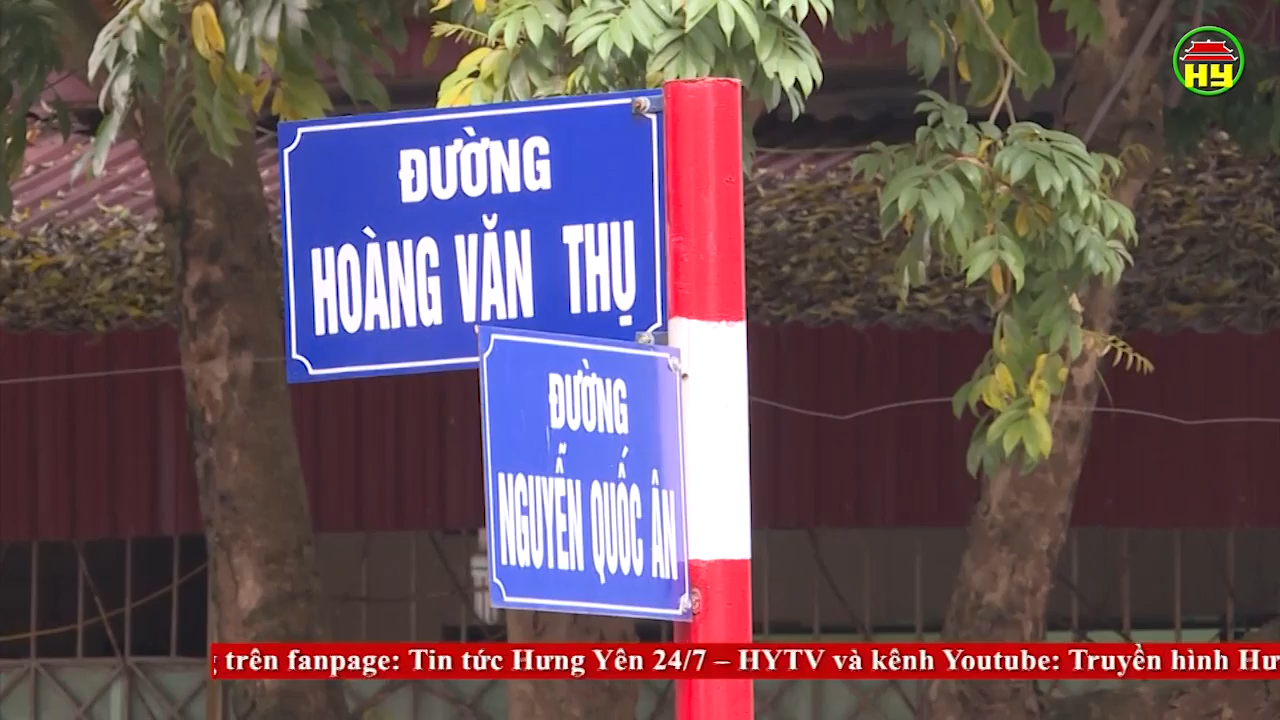 HY
ĐƯỜNG
HOÀNG VĂN THỤ
ĐƯỜNG
NGUYỄN QUỐC ÂN
trên fanpage: Tin tức Hưng Yên 24/7 – HYTV và kênh Youtube: Truyền hình